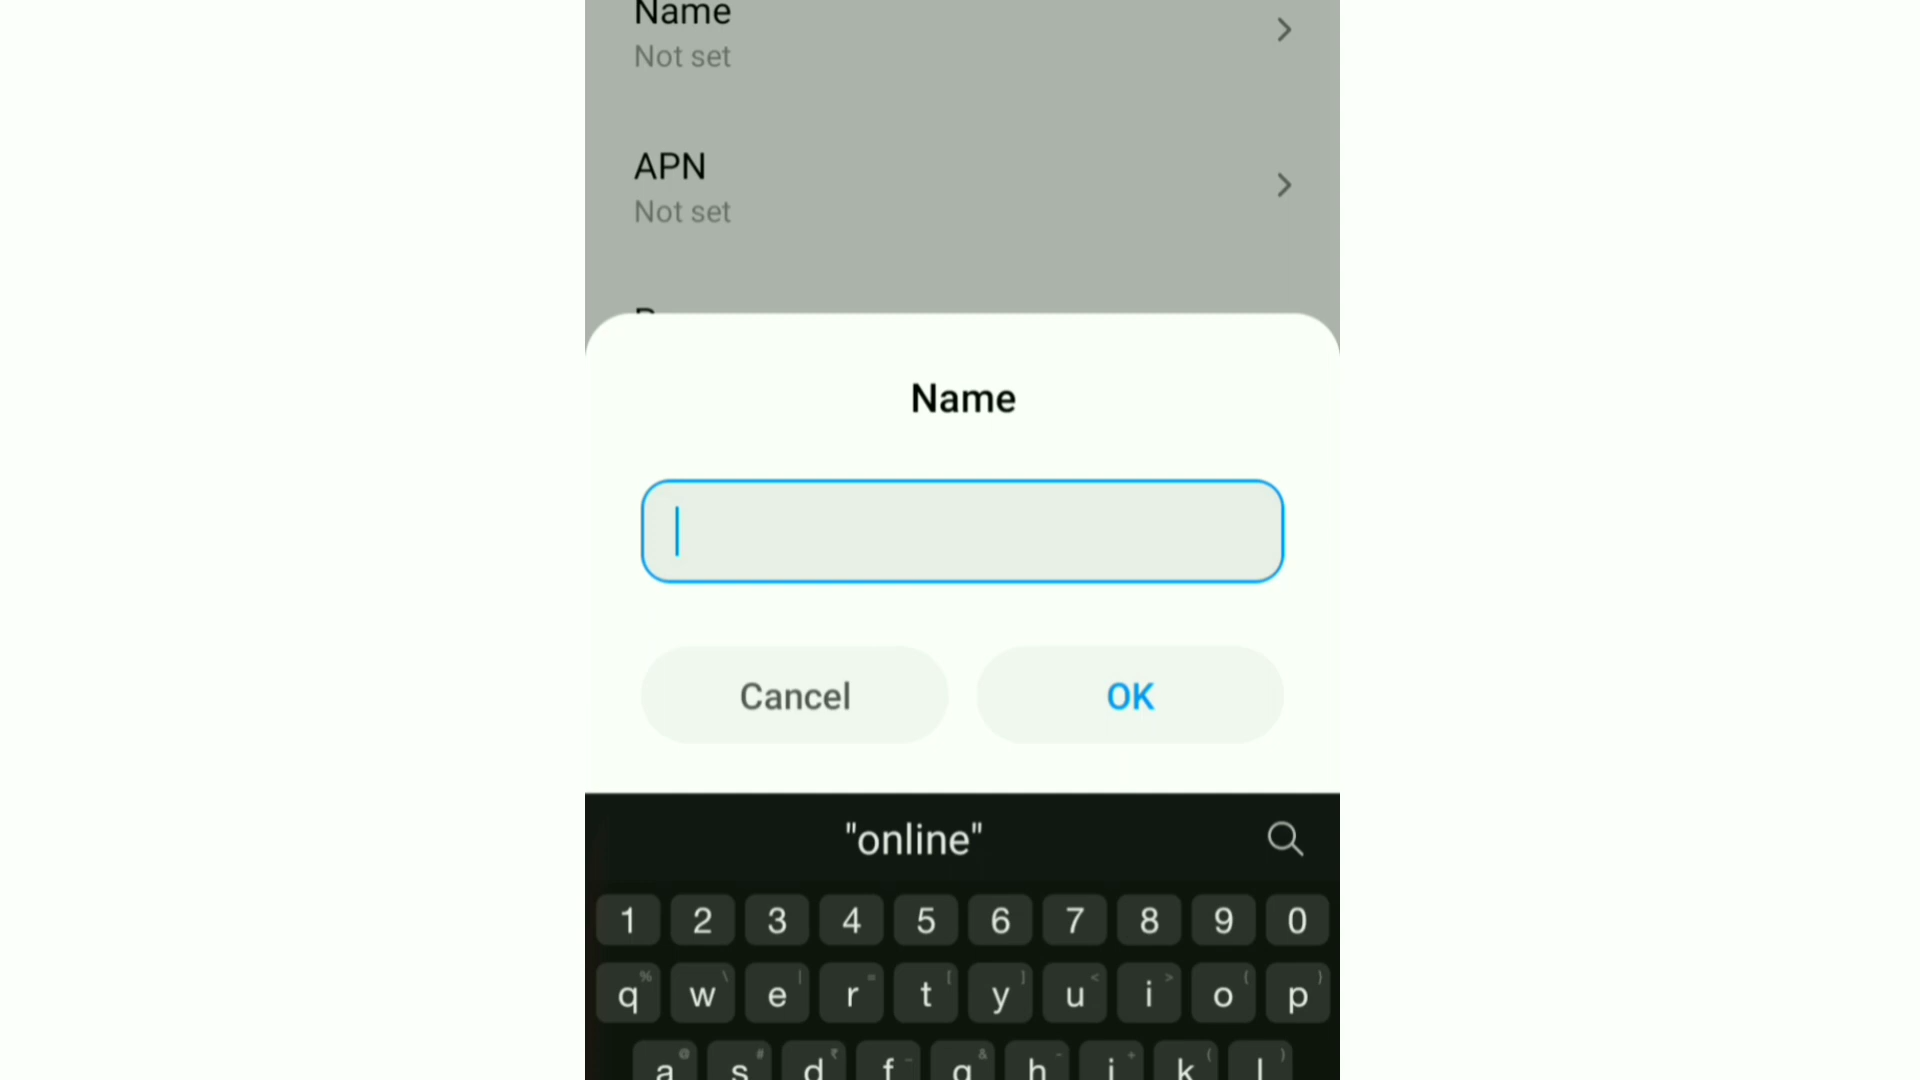 Name
Not set
APN
Not set
Name
Cancel OK
"online"
1 2 3 4 5 6 7 8 9 0
% \ | = [ ] < > ( )
q w e r t y u i o p
@ # ₹ _ & - + ( )
a s d f g h j k l